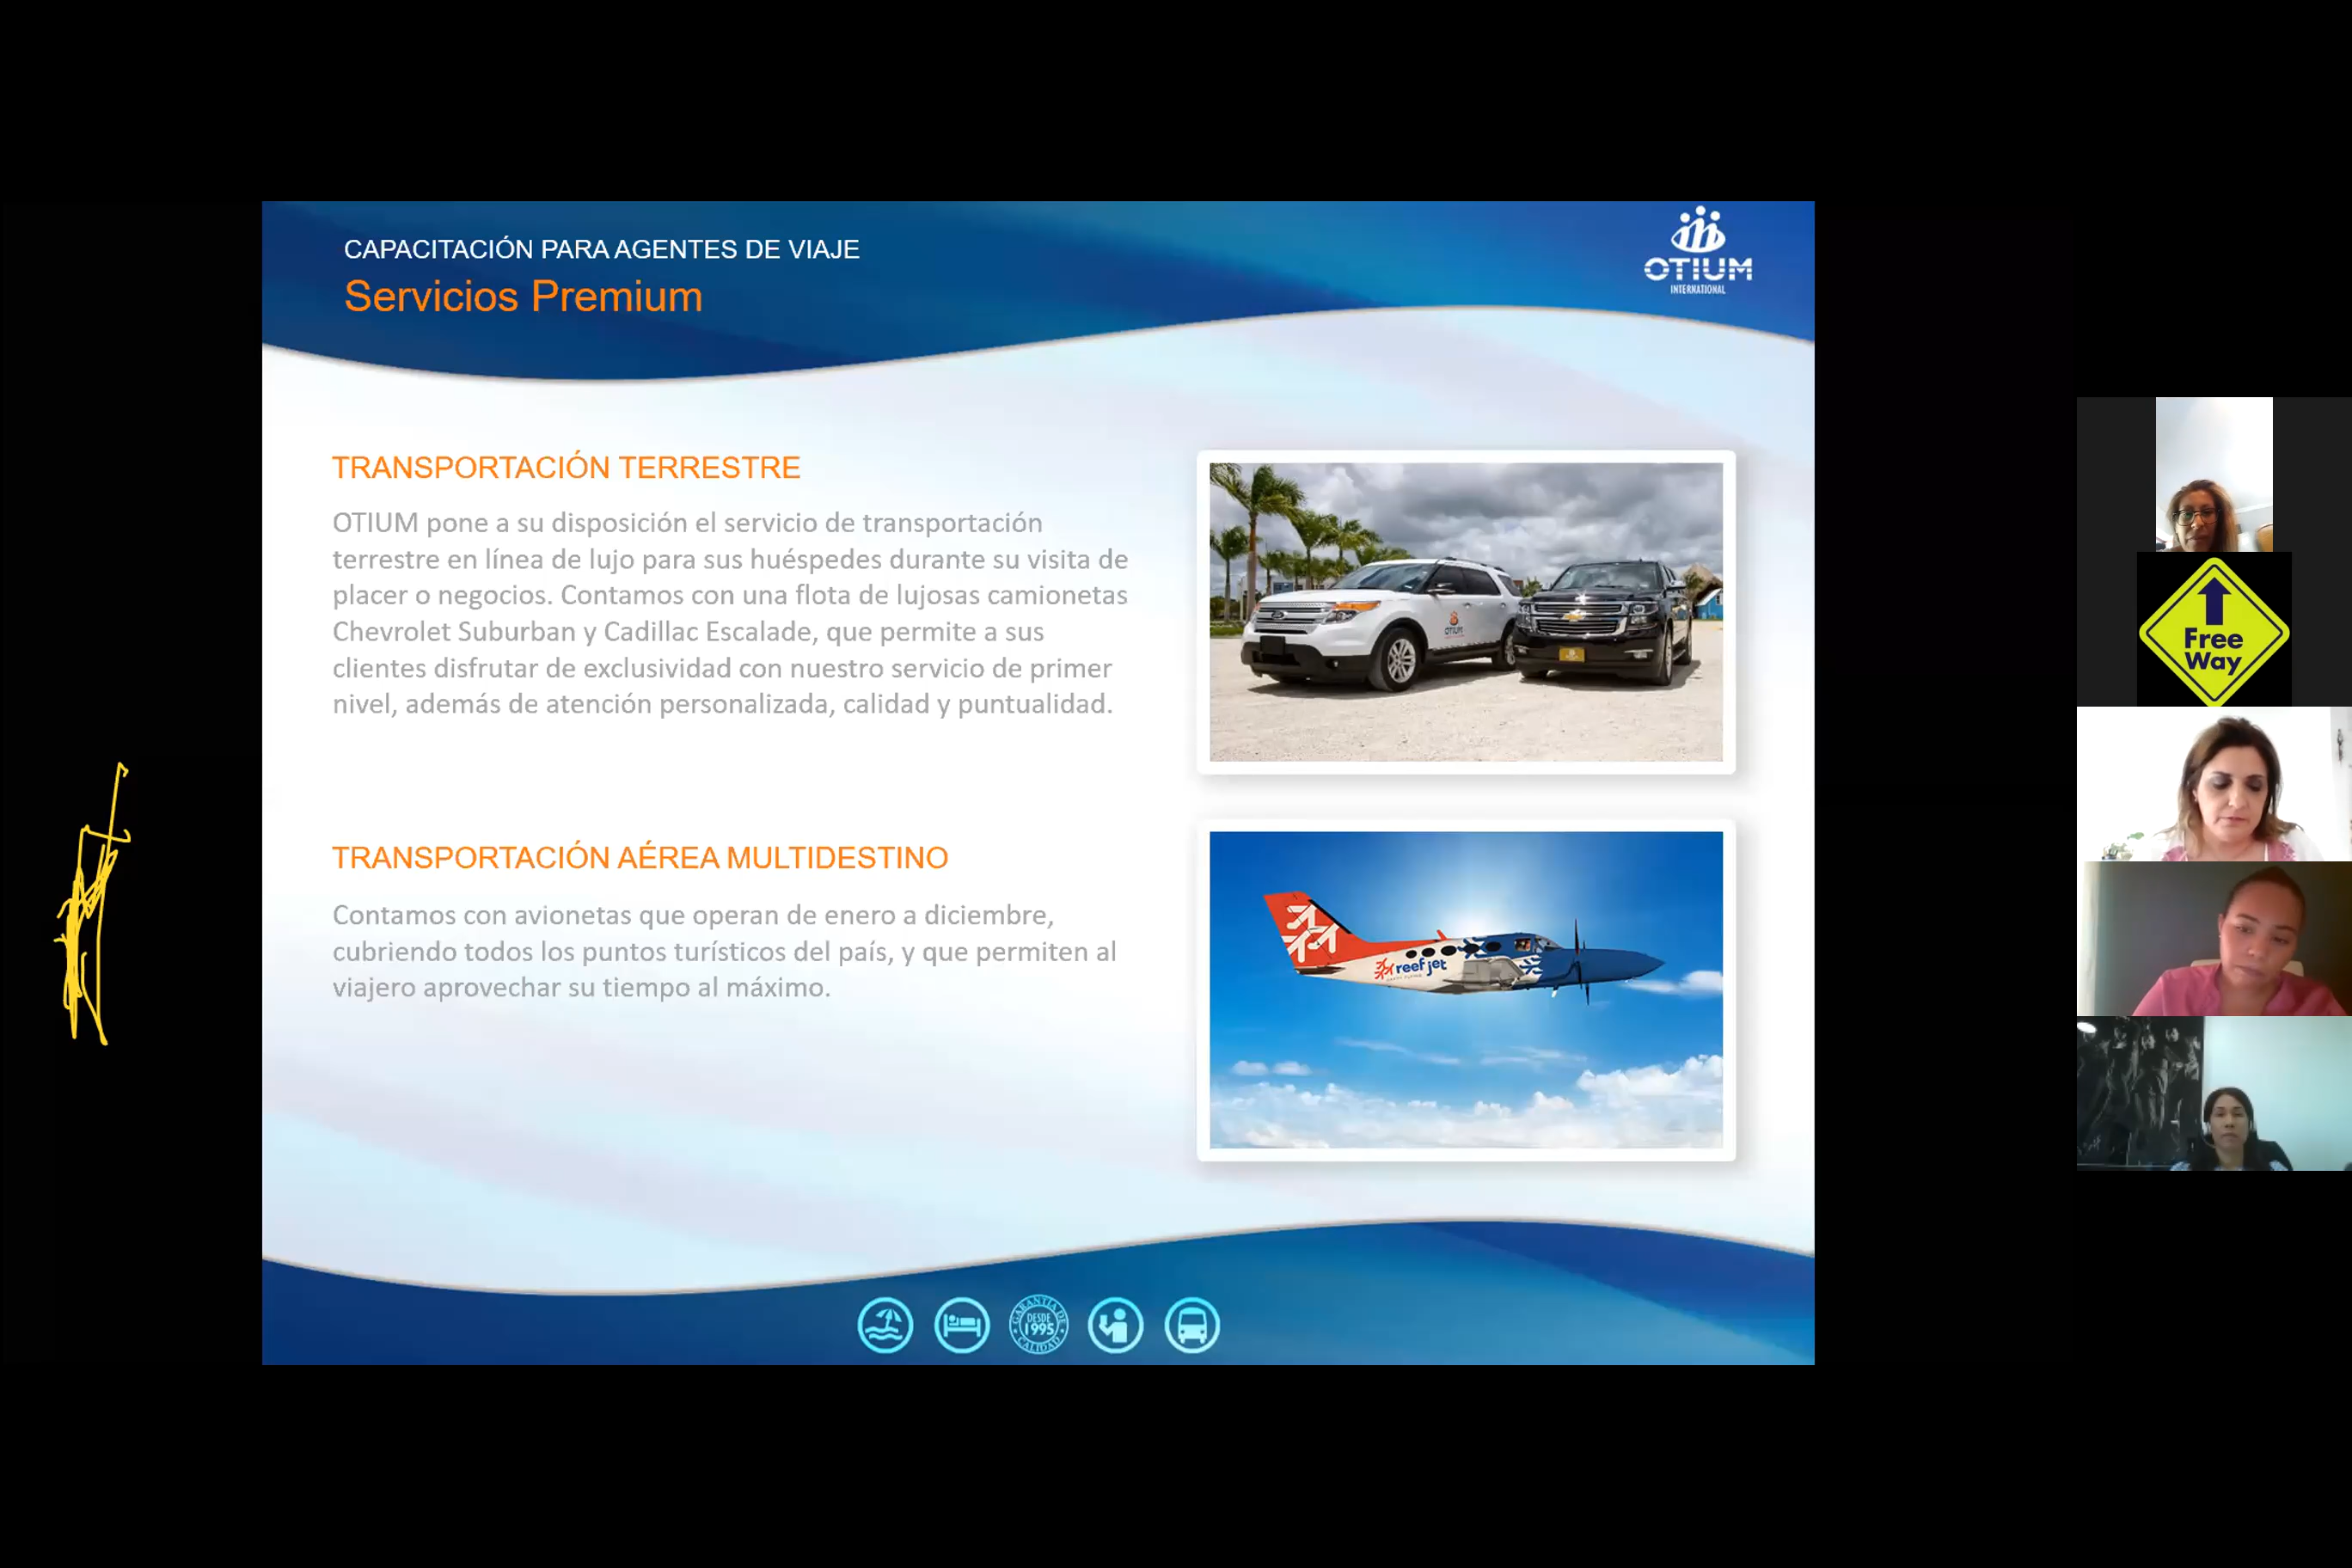 CAPACITACIÓN PARA AGENTES DE VIAJE
Servicios Premium
OTIUM
INTERNATIONAL
TRANSPORTACIÓN TERRESTRE
OTIUM pone a su disposición el servicio de transportación
terrestre en línea de lujo para sus huéspedes durante su visita de
placer o negocios. Contamos con una flota de lujosas camionetas
Chevrolet Suburban y Cadillac Escalade, que permite a sus
clientes disfrutar de exclusividad con nuestro servicio de primer
nivel, además de atención personalizada, calidad y puntualidad.
OTIUM
TRANSPORTACIÓN AÉREA MULTIDESTINO
Contamos con avionetas que operan de enero a diciembre,
cubriendo todos los puntos turísticos del país, y que permiten al
viajero aprovechar su tiempo al máximo.
reef jet
GARANTÍA DE
DESDE
1995
CALIDAD
Free
Way